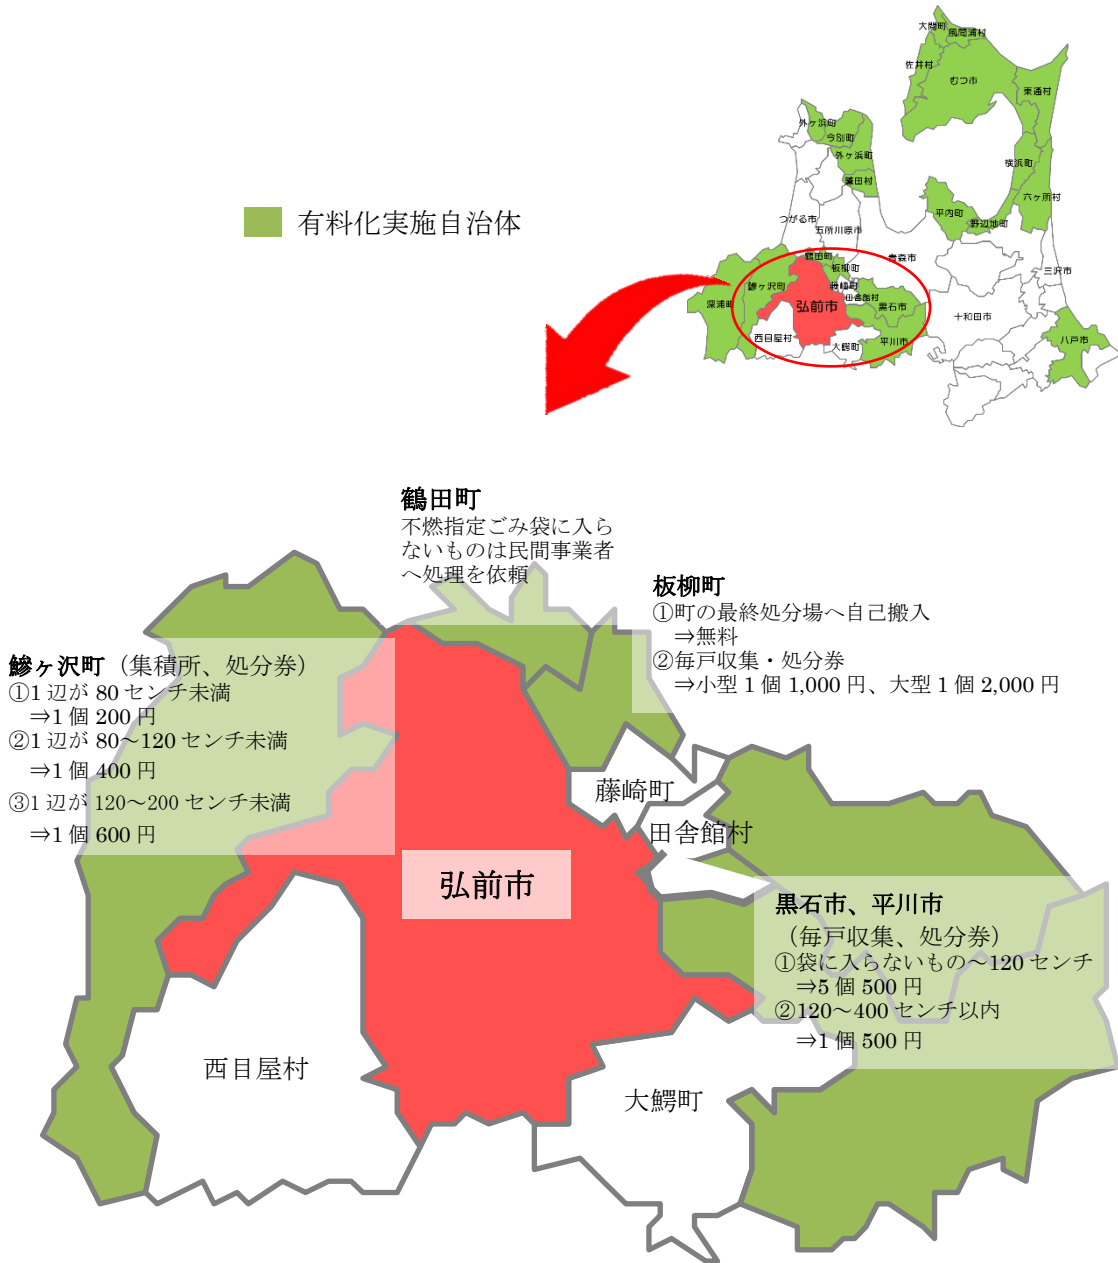 大間町
風間浦村
佐井村
むつ市
東通村
外ヶ浜町
今別町
外ヶ浜町
蓬田村
横浜町
六ヶ所村
平内町
野辺地町
つがる市
五所川原市
有料化実施自治体
鶴田町
板柳町
青森市
三沢市
鰺ヶ沢町
藤崎町
田舎館村
深浦町
弘前市
黒石市
十和田市
西目屋村
大鰐町
平川市
八戸市
鶴田町
不燃指定ごみ袋に入ら
ないものは民間事業者
へ処理を依頼
板柳町
①町の最終処分場へ自己搬入
⇒無料
②毎戸収集・処分券
⇒小型 1 個 1,000 円、大型 1 個 2,000 円
鰺ヶ沢町（集積所、処分券）
①1 辺が 80 センチ未満
⇒1 個 200 円
②1 辺が 80～120 センチ未満
⇒1 個 400 円
③1 辺が 120～200 センチ未満
⇒1 個 600 円
藤崎町
田舎館村
弘前市
黒石市、平川市
（毎戸収集、処分券）
①袋に入らないもの～120 センチ
⇒5 個 500 円
②120～400 センチ以内
⇒1 個 500 円
西目屋村
大鰐町